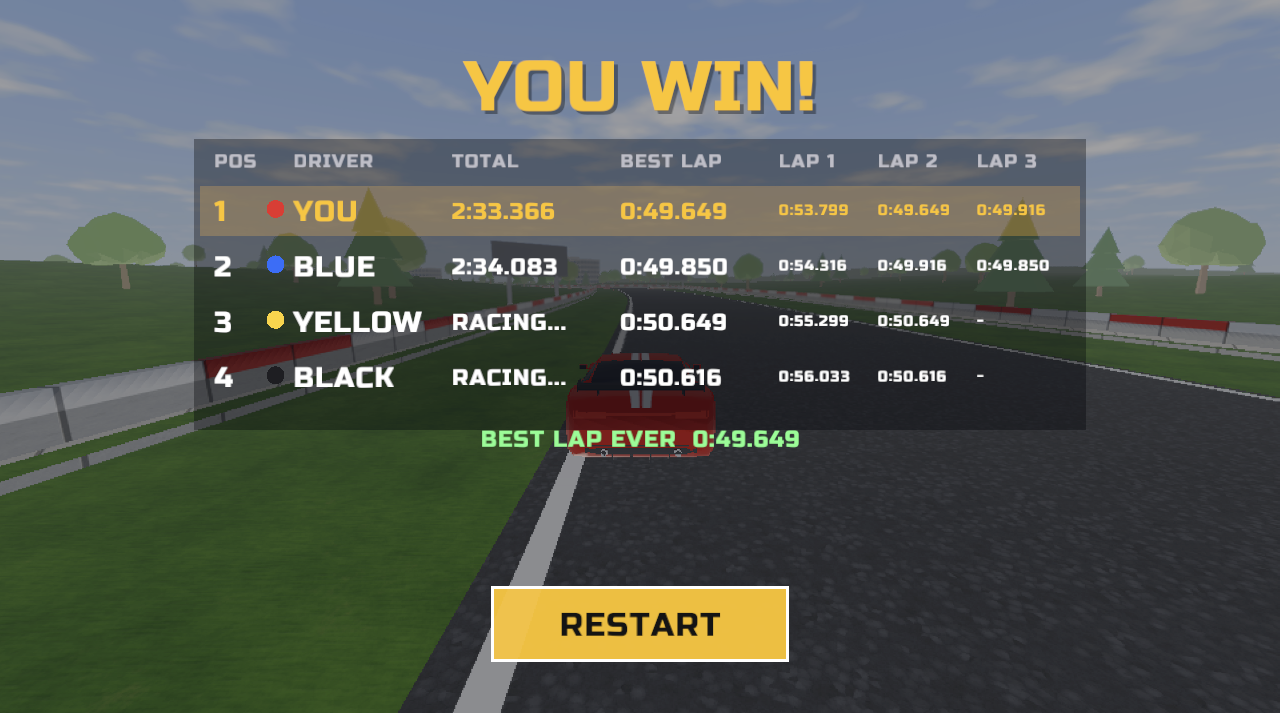 YOU WIN!
POS DRIVER TOTAL BEST LAP LAP 1 LAP 2 LAP 3
1 YOU 2:33.366 0:49.649 0:53.799 0:49.649 0:49.916
2 BLUE 2:34.083 0:49.850 0:54.316 0:49.916 0:49.850
3 YELLOW RACING... 0:50.649 0:55.299 0:50.649 -
4 BLACK RACING... 0:50.616 0:56.033 0:50.616 -
BEST LAP EVER 0:49.649
RESTART